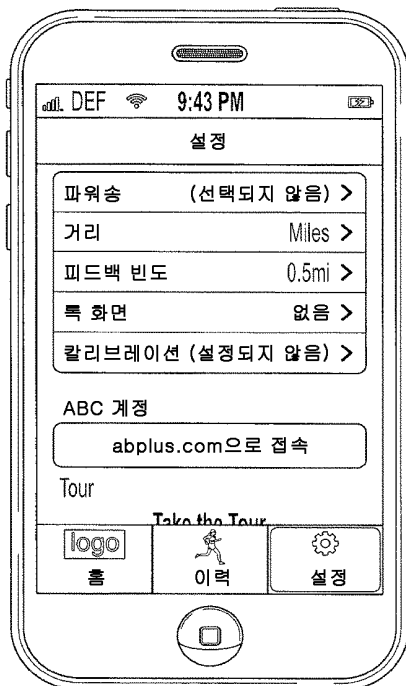 DEF 9:43 PM
설정
파워송 (선택되지 않음) >
거리 Miles >
피드백 빈도 0.5mi >
록 화면 없음 >
칼리브레이션 (설정되지 않음) >
ABC 계정
abplus.com으로 접속
Tour
Take the Tour
logo
홈 이력 설정